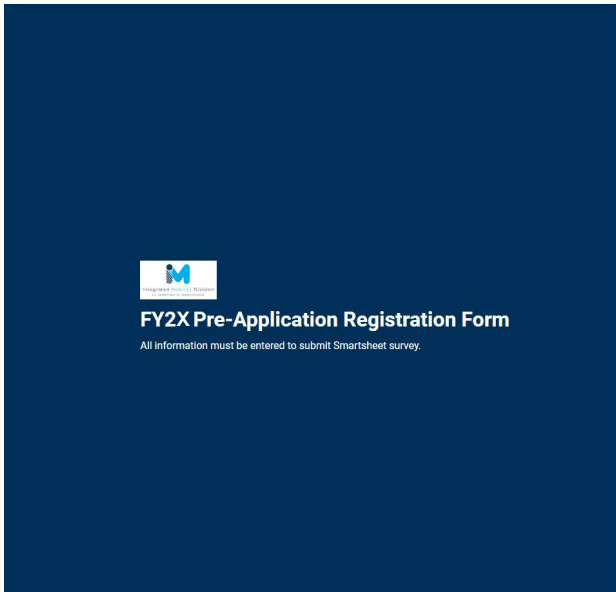 Integrated Mobility Division
FY2X Pre-Application Registration Form
All information must be entered to submit Smartsheet survey.